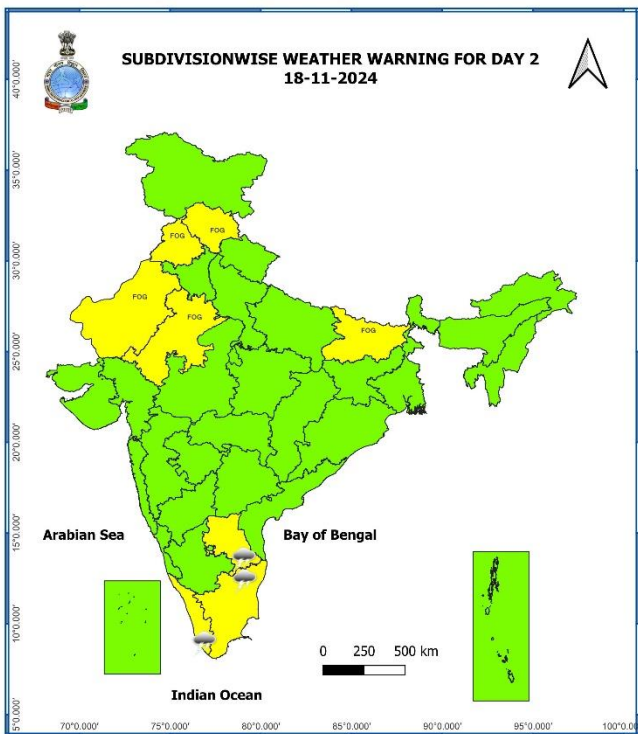 SUBDIVISIONWISE WEATHER WARNING FOR DAY 2
18-11-2024
40°0.000'
35°0.000'
FOG
FOG
30°0.000'
FOG
FOG
FOG
25°0.000'
20°0.000'
Arabian Sea
Bay of Bengal
15°0.000'
10°0.000'
0 250 500 km
Indian Ocean
5°0.000'
70°0.000' 75°0.000' 80°0.000' 85°0.000' 90°0.000' 95°0.000' 100°0.0